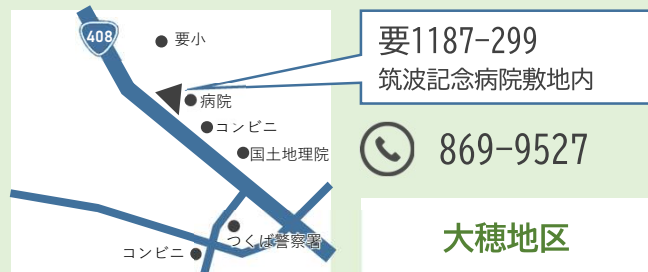 408
要小
病院
コンビニ
国土地理院
つくば警察署
コンビニ
要1187-299
筑波記念病院敷地内
869-9527
大穂地区